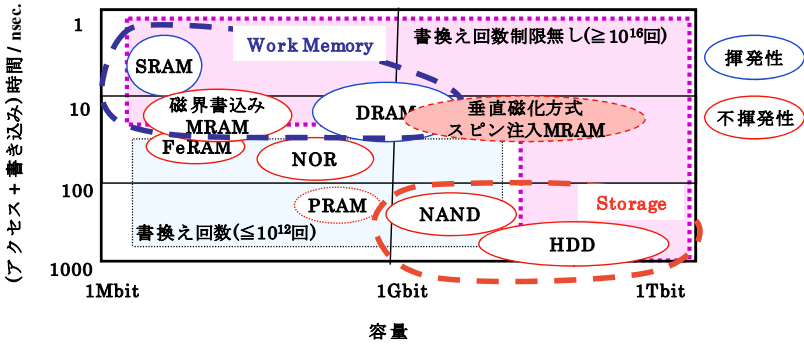 (アクセス+書き込み)時間/nsec.
1
10
100
1000
Work Memory
書換え回数制限無し(≧10¹⁶回)
SRAM
磁界書込み
MRAM
DRAM
垂直磁化方式
スピン注入MRAM
FeRAM
NOR
PRAM
NAND
Storage
書換え回数(≦10¹²回)
HDD
1Mbit
1Gbit
1Tbit
容量
揮発性
不揮発性